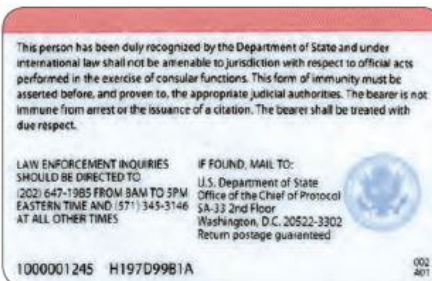 This person has been duly recognized by the Department of State and under
international law shall not be amenable to jurisdiction with respect to official acts
performed in the exercise of consular functions. This form of immunity must be
asserted before, and proven to, the appropriate judicial authorities. The bearer is not
immune from arrest or the issuance of a citation. The bearer shall be treated with
due respect.
LAW ENFORCEMENT INQUIRIES
SHOULD BE DIRECTED TO
(202) 647-1985 FROM 8AM TO 5PM
EASTERN TIME AND (571) 345-3146
AT ALL OTHER TIMES
IF FOUND, MAIL TO:
U.S. Department of State
Office of the Chief of Protocol
SA-33 2nd Floor
Washington, D.C. 20522-3302
Return postage guaranteed
1000001245 H197D99B1A
002
A01